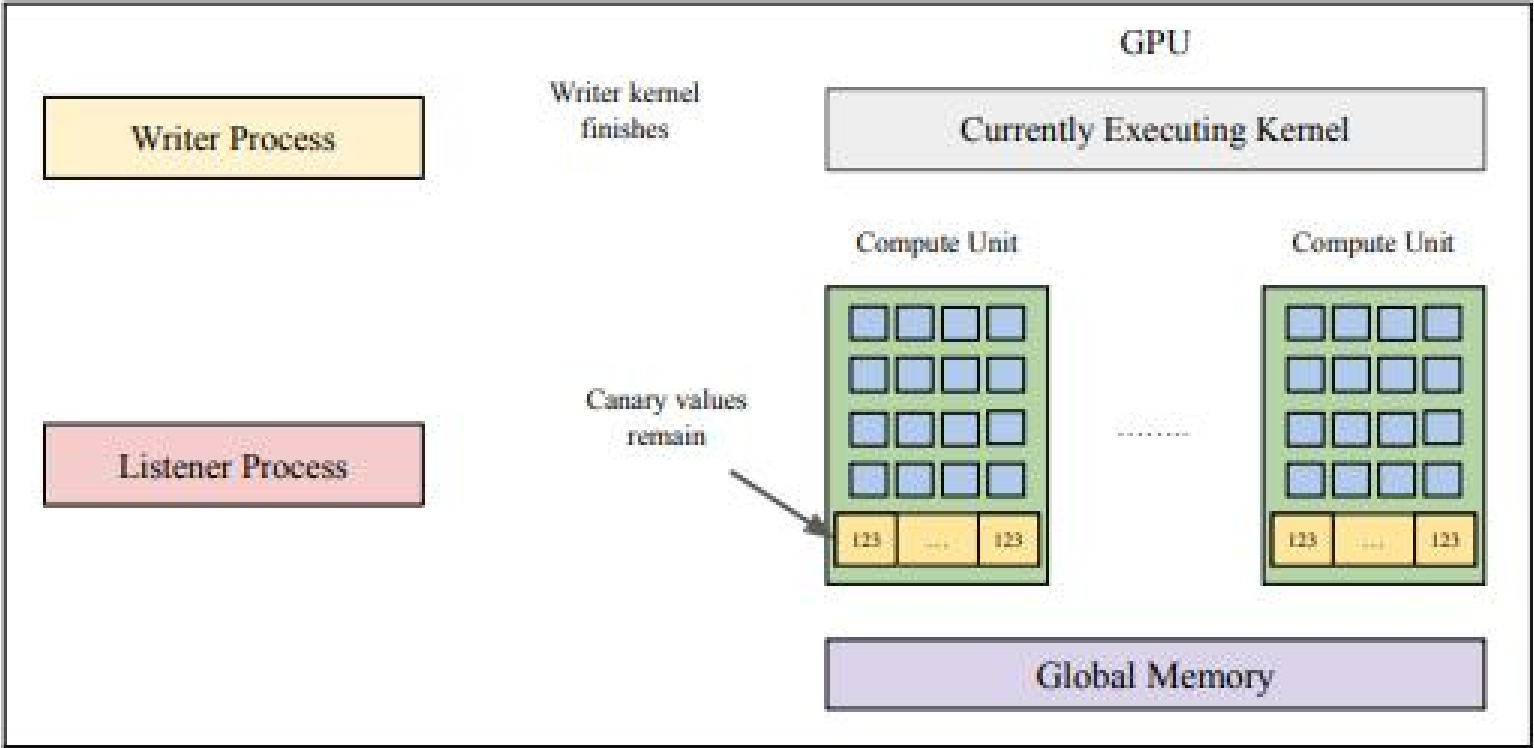 GPU
Writer Process
Writer kernel
finishes
Currently Executing Kernel
Compute Unit
Compute Unit
Canary values
remain
Listener Process
123 .... 123
........
123 .... 123
Global Memory